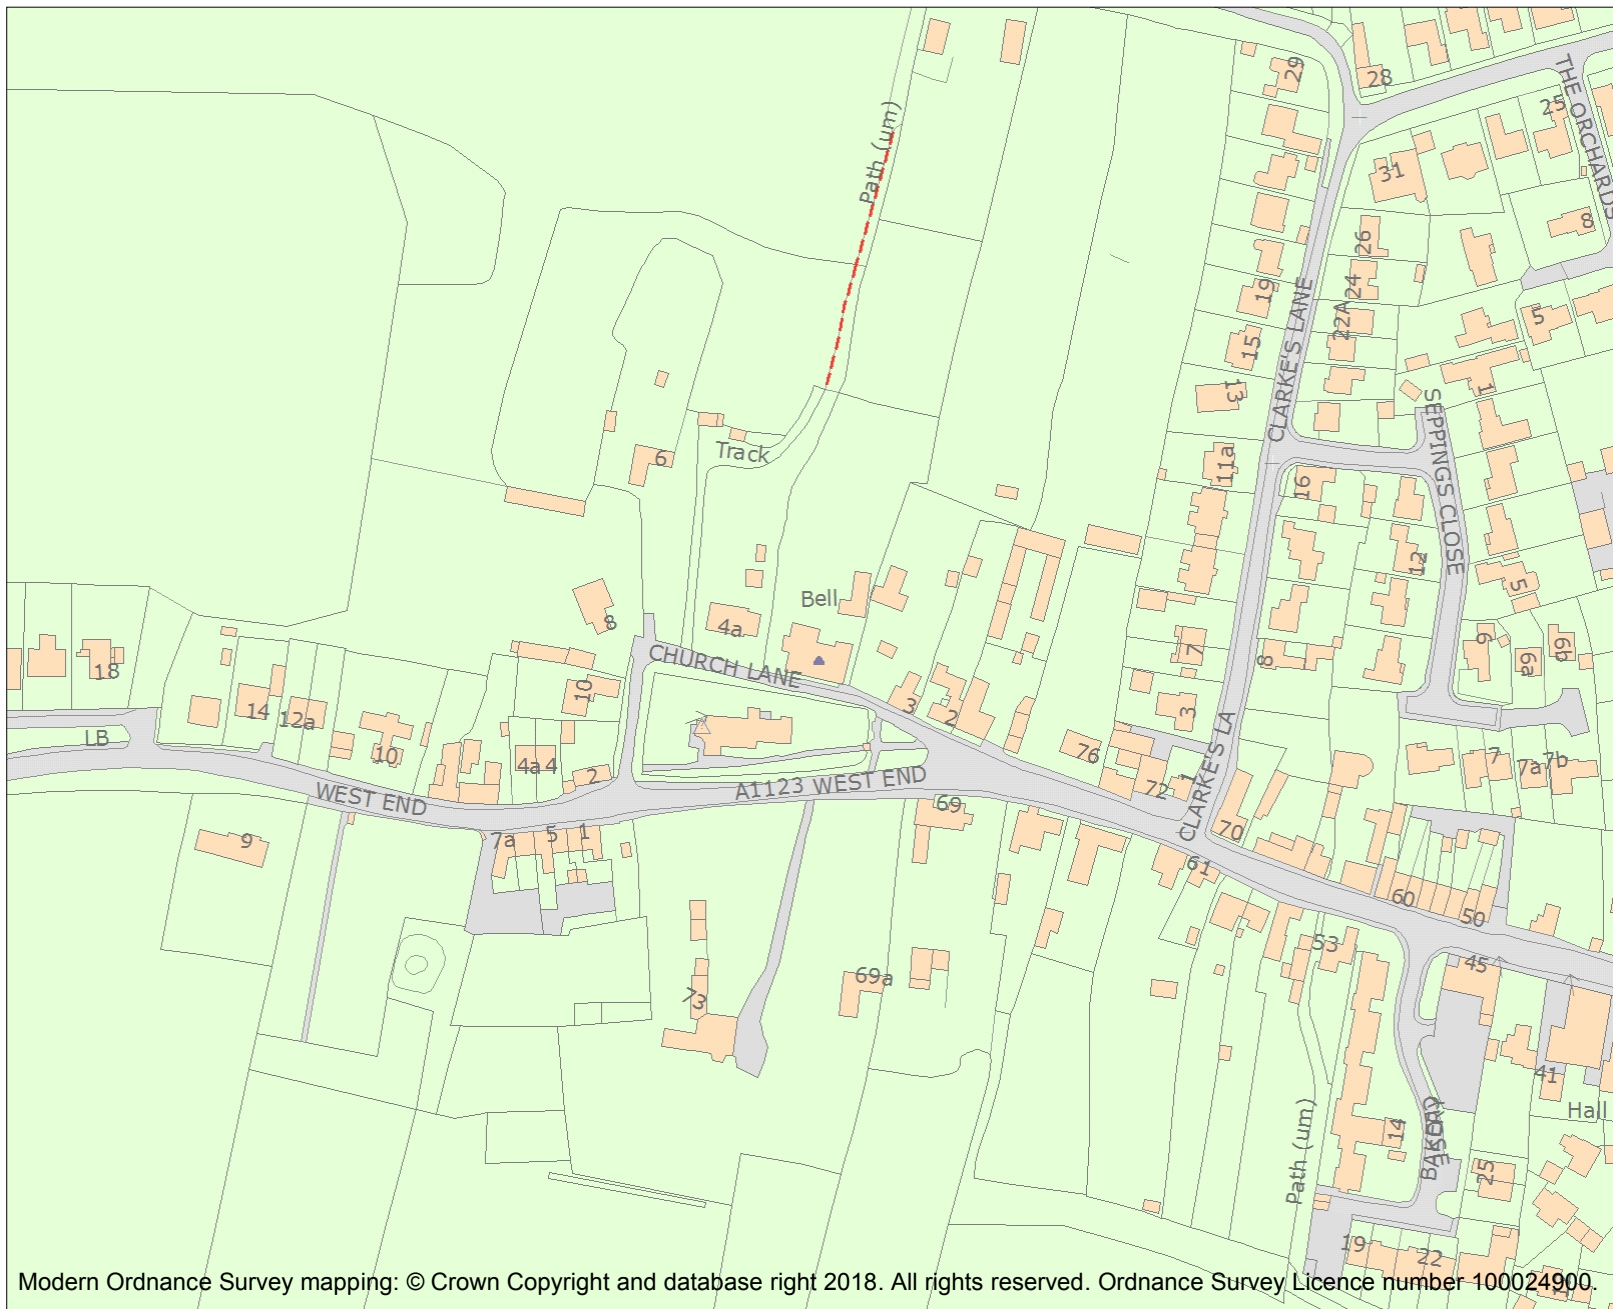 29
28
THE ORCHARDS
25
Path (um)
31
8
26
24
19
22A
5
15
CLARKE'S LANE
13
1
SEPPINGS CLOSE
Track
6
11a
16
12
5
Bell
8
4a
CHURCH LANE
7
8
6
6a
6b
18
10
14
12a
3
2
3
LB
10
4a 4
2
76
72
1
CLARKE'S LA
7
7a
7b
WEST END
A1123 WEST END
69
70
7a
5
1
9
61
60
50
53
45
69a
73
41
Hall
14
BAKERY
Path (um)
25
19
22
Modern Ordnance Survey mapping: © Crown Copyright and database right 2018. All rights reserved. Ordnance Survey Licence number 100024900.